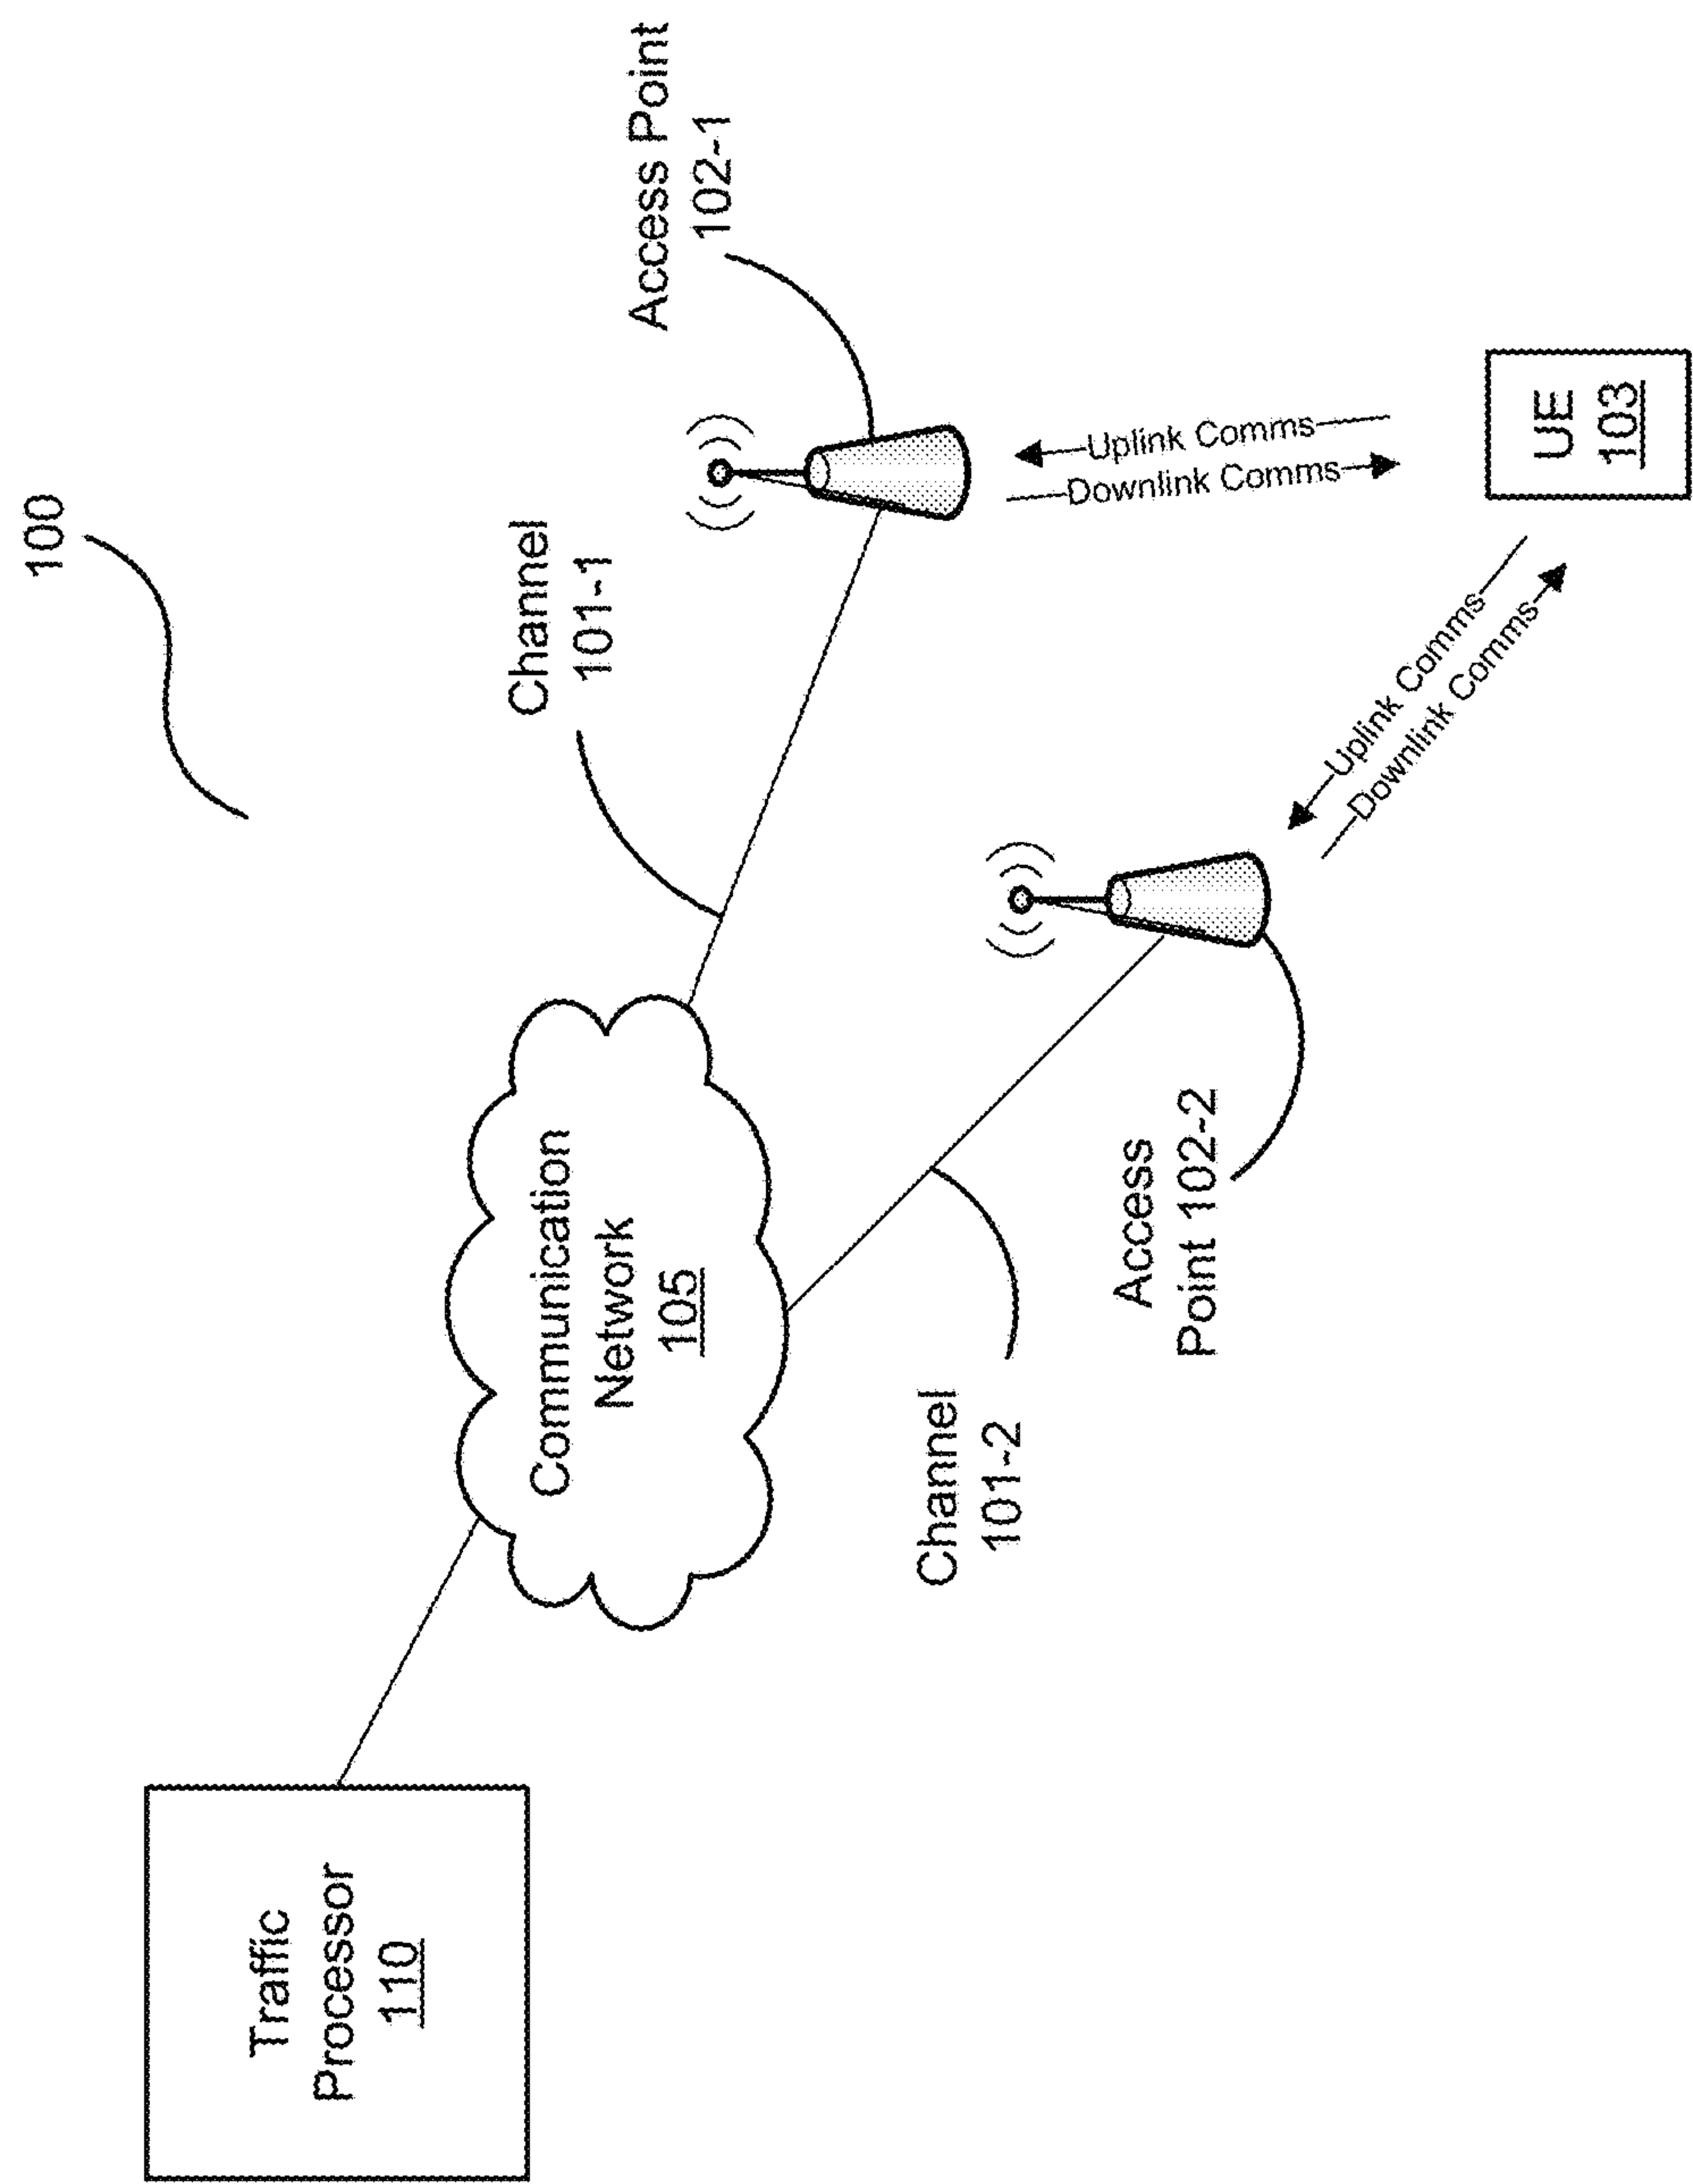 100
Traffic
Processor
110
Communication
Network
105
Channel
101-1
Access Point
102-1
Channel
101-2
Access
Point 102-2
Uplink Comms
Downlink Comms
Uplink Comms
Downlink Comms
UE
103